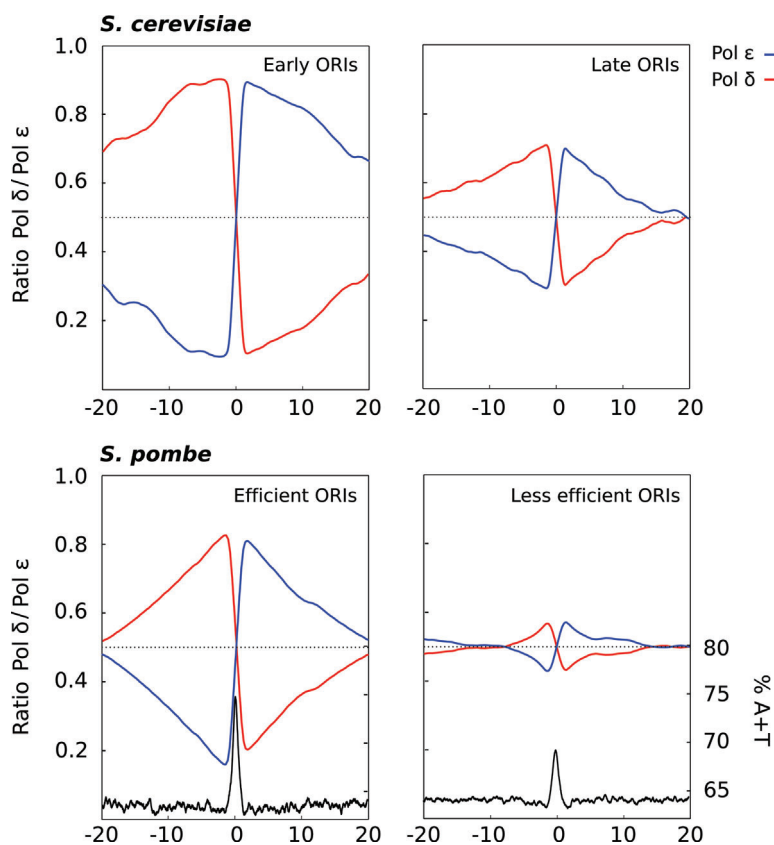 S. cerevisiae
Pol ε
Pol δ
Early ORIs
Late ORIs
Ratio Pol δ/Pol ε
1.0
0.8
0.6
0.4
0.2
-20 -10 0 10 20
-20 -10 0 10 20
S. pombe
Efficient ORIs
Less efficient ORIs
Ratio Pol δ/Pol ε
1.0
0.8
0.6
0.4
0.2
80
75
70
65
% A+T
-20 -10 0 10 20
-20 -10 0 10 20